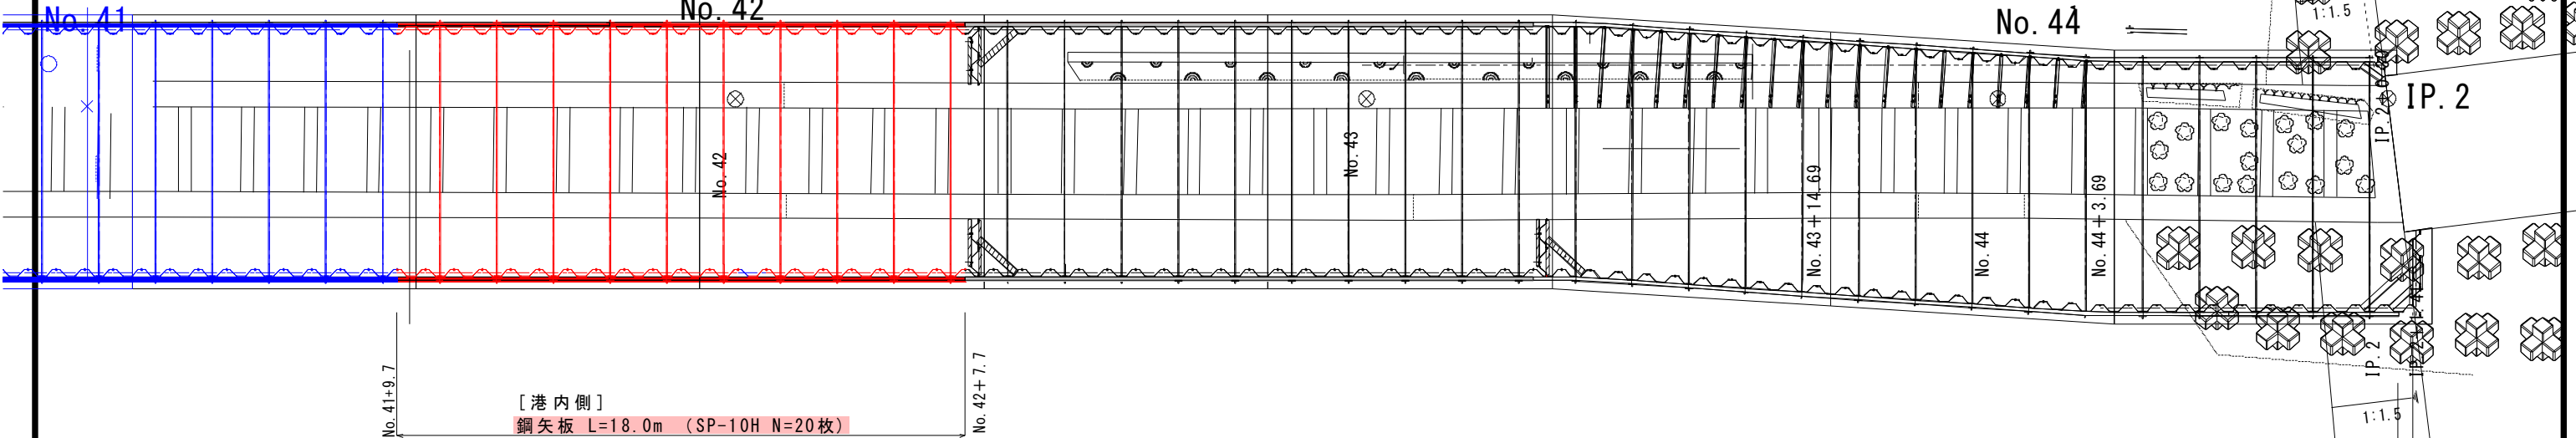 No.41
No.42
No.44
1:1.5
IP.2
No.42
No.43
No.43+14.69
No.44
No.44+3.69
No.41+9.7
No.42+7.7
[港内側]
鋼矢板 L=18.0m (SP-10H N=20枚)
IP.2
1:1.5